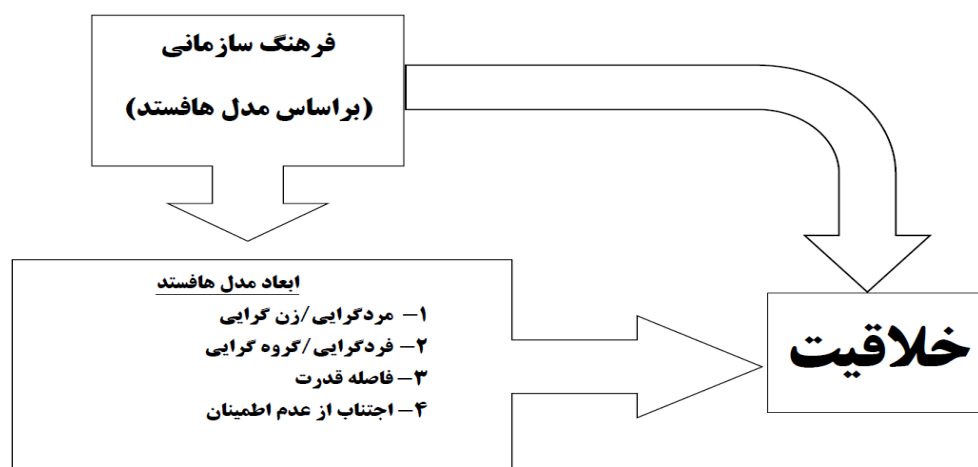 فرهنگ سازمانی
(براساس مدل هافستد)
ابعاد مدل هافستد
۱– مردگرایی/زن گرایی
۲– فردگرایی/گروه گرایی
۳– فاصله قدرت
۴– اجتناب از عدم اطمینان
خلاقیت